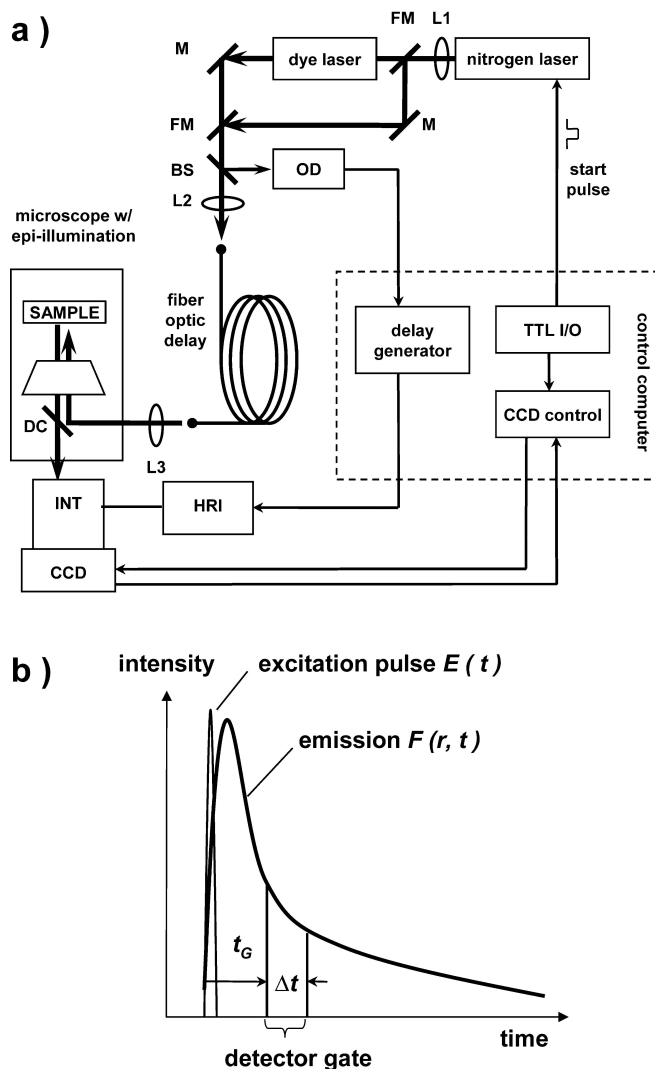 a )
FM
L1
M
dye laser
nitrogen laser
FM
M
BS
OD
start
pulse
L2
microscope w/
epi-illumination
SAMPLE
fiber
optic
delay
delay
generator
TTL I/O
control computer
DC
CCD control
L3
INT
HRI
CCD
b )
intensity
excitation pulse E ( t )
emission F (r, t )
tG
Δt
time
detector gate